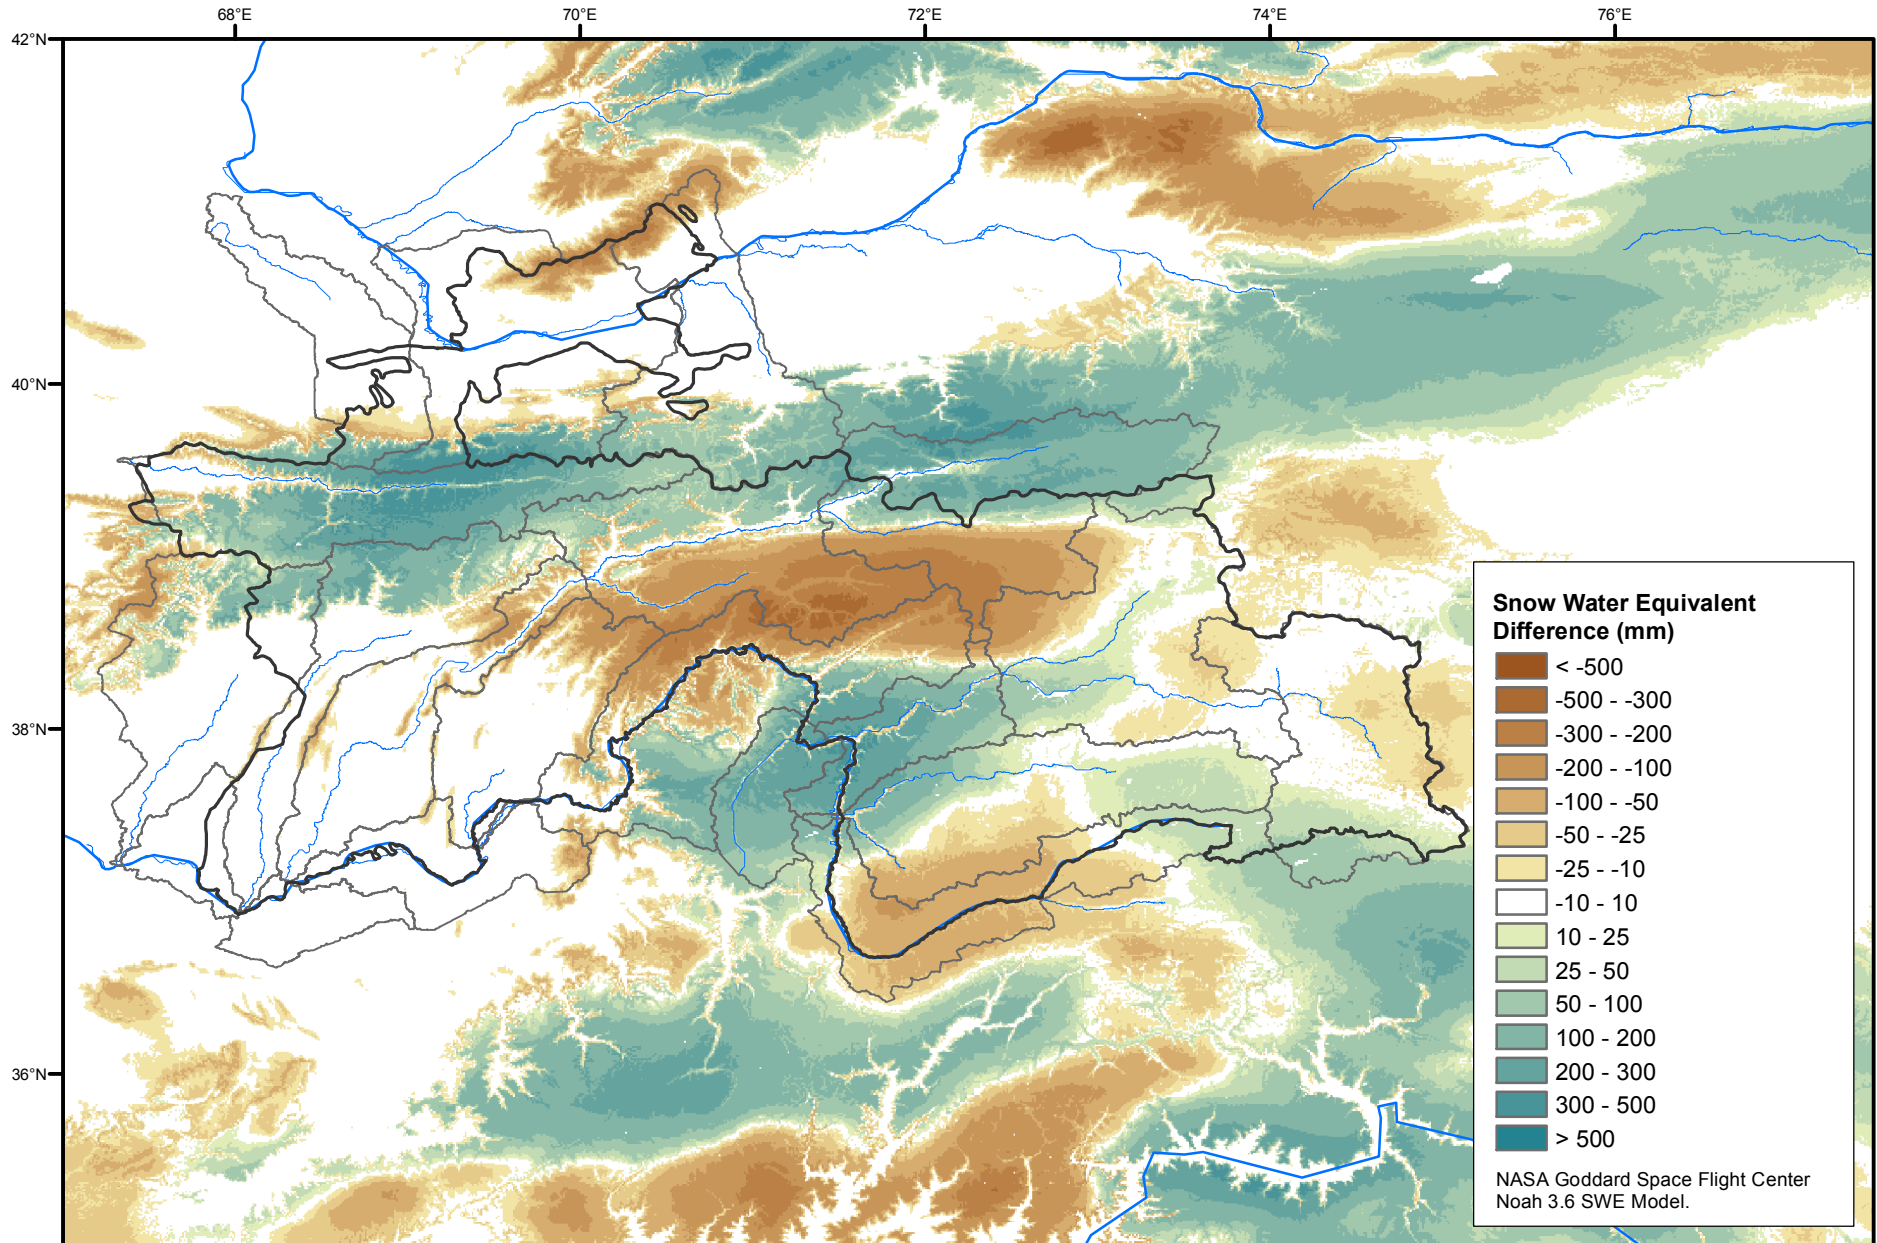 68°E 70°E 72°E 74°E 76°E
42°N
40°N
38°N
36°N
Snow Water Equivalent
Difference (mm)
< -500
-500 - -300
-300 - -200
-200 - -100
-100 - -50
-50 - -25
-25 - -10
-10 - 10
10 - 25
25 - 50
50 - 100
100 - 200
200 - 300
300 - 500
> 500
NASA Goddard Space Flight Center
Noah 3.6 SWE Model.